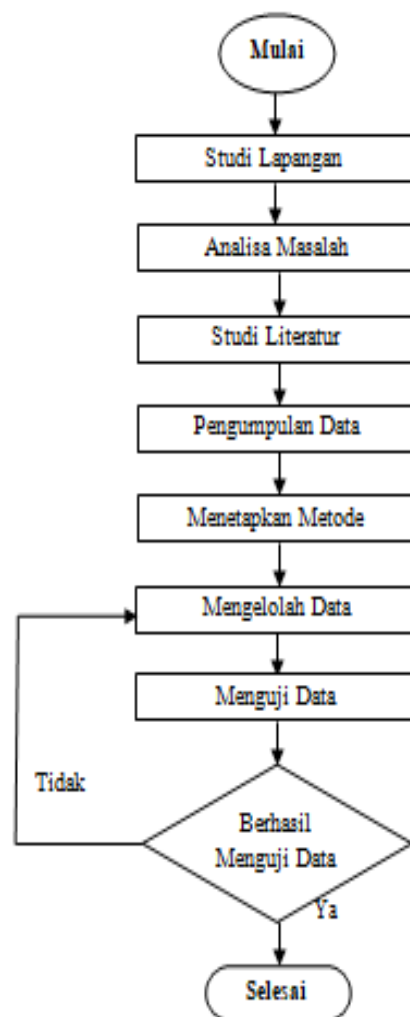 Mulai
Studi Lapangan
Analisa Masalah
Studi Literatur
Pengumpulan Data
Menetapkan Metode
Mengelolah Data
Menguji Data
Tidak
Berhasil
Menguji Data
Ya
Selesai